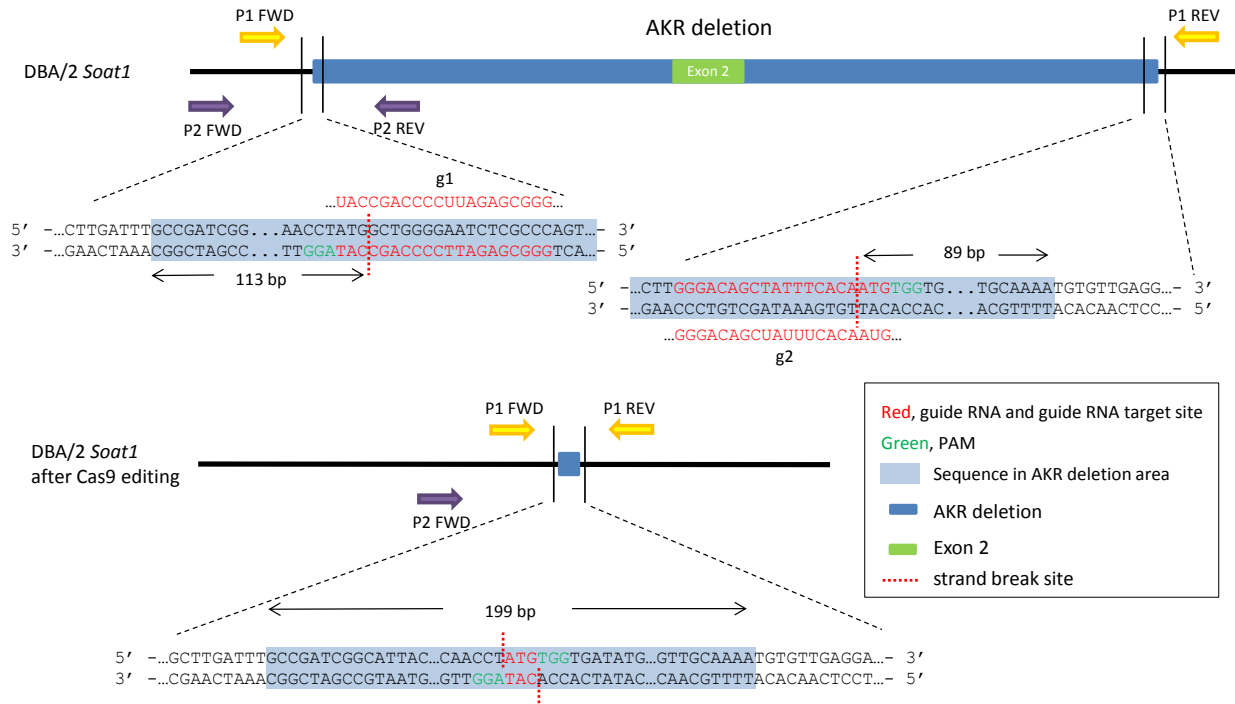 P1 FWD
AKR deletion
P1 REV
DBA/2 Soat1
Exon 2
P2 FWD
P2 REV
g1
…UACCGACCCCUUAGAGCGGG…
5′ -…CTTGATTTGCCGATCGG...AACCTATGGCTGGGGAATCTCGCCCAGT…- 3′
3′ -…GAACTAAACGGCTAGCC...TTGGATACCGACCCCTTAGAGCGGGTCA…- 5′
113 bp
89 bp
5′ -…CTTGGGACAGCTATTTCACAATGTGGTG...TGCAAAATGTGTTGAGG…- 3′
3′ -…GAACCCTGTCGATAAAGTGTTACACCAC...ACGTTTTACACAACTCC…- 5′
…GGGACAGCUAUUUCACAAUG…
g2
P1 FWD
P1 REV
DBA/2 Soat1
after Cas9 editing
P2 FWD
Red, guide RNA and guide RNA target site
Green, PAM
Sequence in AKR deletion area
AKR deletion
Exon 2
strand break site
199 bp
5′ -…GCTTGATTTGCCGATCGGCATTAC…CAACCTATGTGGTGATATG…GTTGCAAAATGTGTTGAGGA…- 3′
3′ -…CGAACTAAACGGCTAGCCGTAATG…GTTGGATACACCACTATAC…CAACGTTTTACACAACTCCT…- 5′